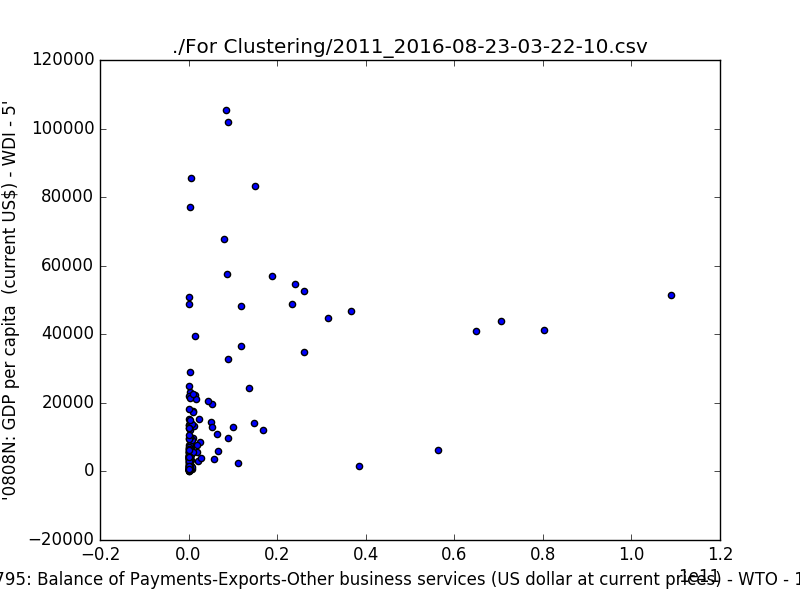 ./For Clustering/2011_2016-08-23-03-22-10.csv
120000
100000
80000
60000
40000
20000
0
−20000
'0808N: GDP per capita  (current US$) - WDI - 5'
−0.2 0.0 0.2 0.4 0.6 0.8 1.0 1.2
1e11
795: Balance of Payments-Exports-Other business services (US dollar at current prices) - WTO - 1